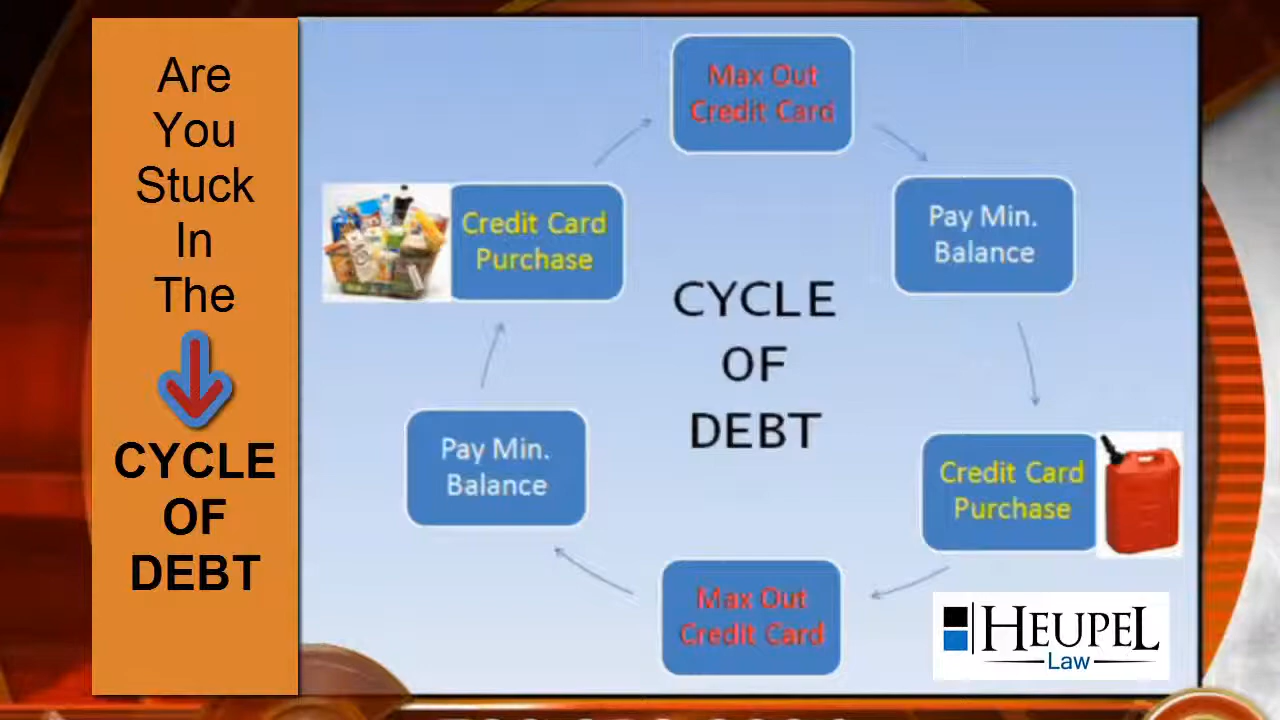 Are
You
Stuck
In
The
CYCLE
OF
DEBT
Max Out
Credit Card
Pay Min.
Balance
Credit Card
Purchase
Max Out
Credit Card
Pay Min.
Balance
Credit Card
Purchase
CYCLE
OF
DEBT
HEUPEL
Law